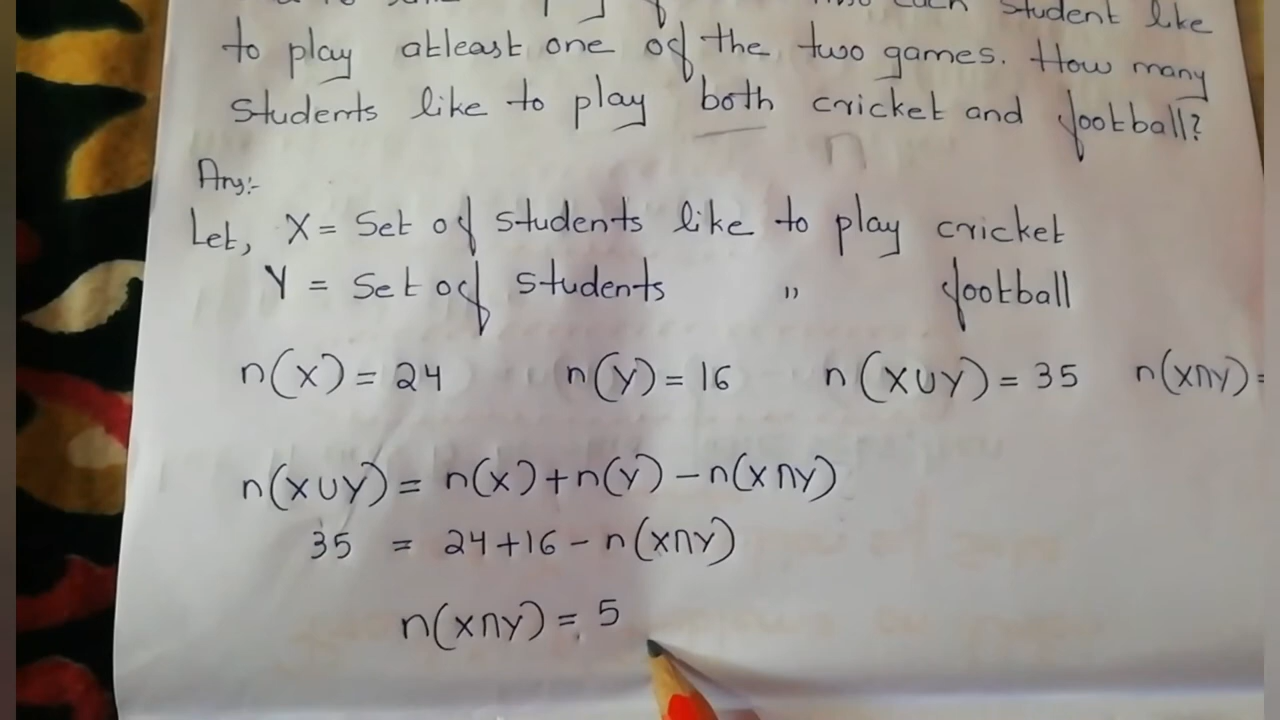 student like
to play atleast one of the two games. How many
students like to play both cricket and football?
n
Ans:-
Let, X = Set of students like to play cricket
Y = Set of students " football
n(X) = 24 n(Y) = 16 n(X∪Y) = 35 n(X∩Y) =
n(X∪Y) = n(X) + n(Y) - n(X∩Y)
35 = 24+16 - n(X∩Y)
n(X∩Y) = 5